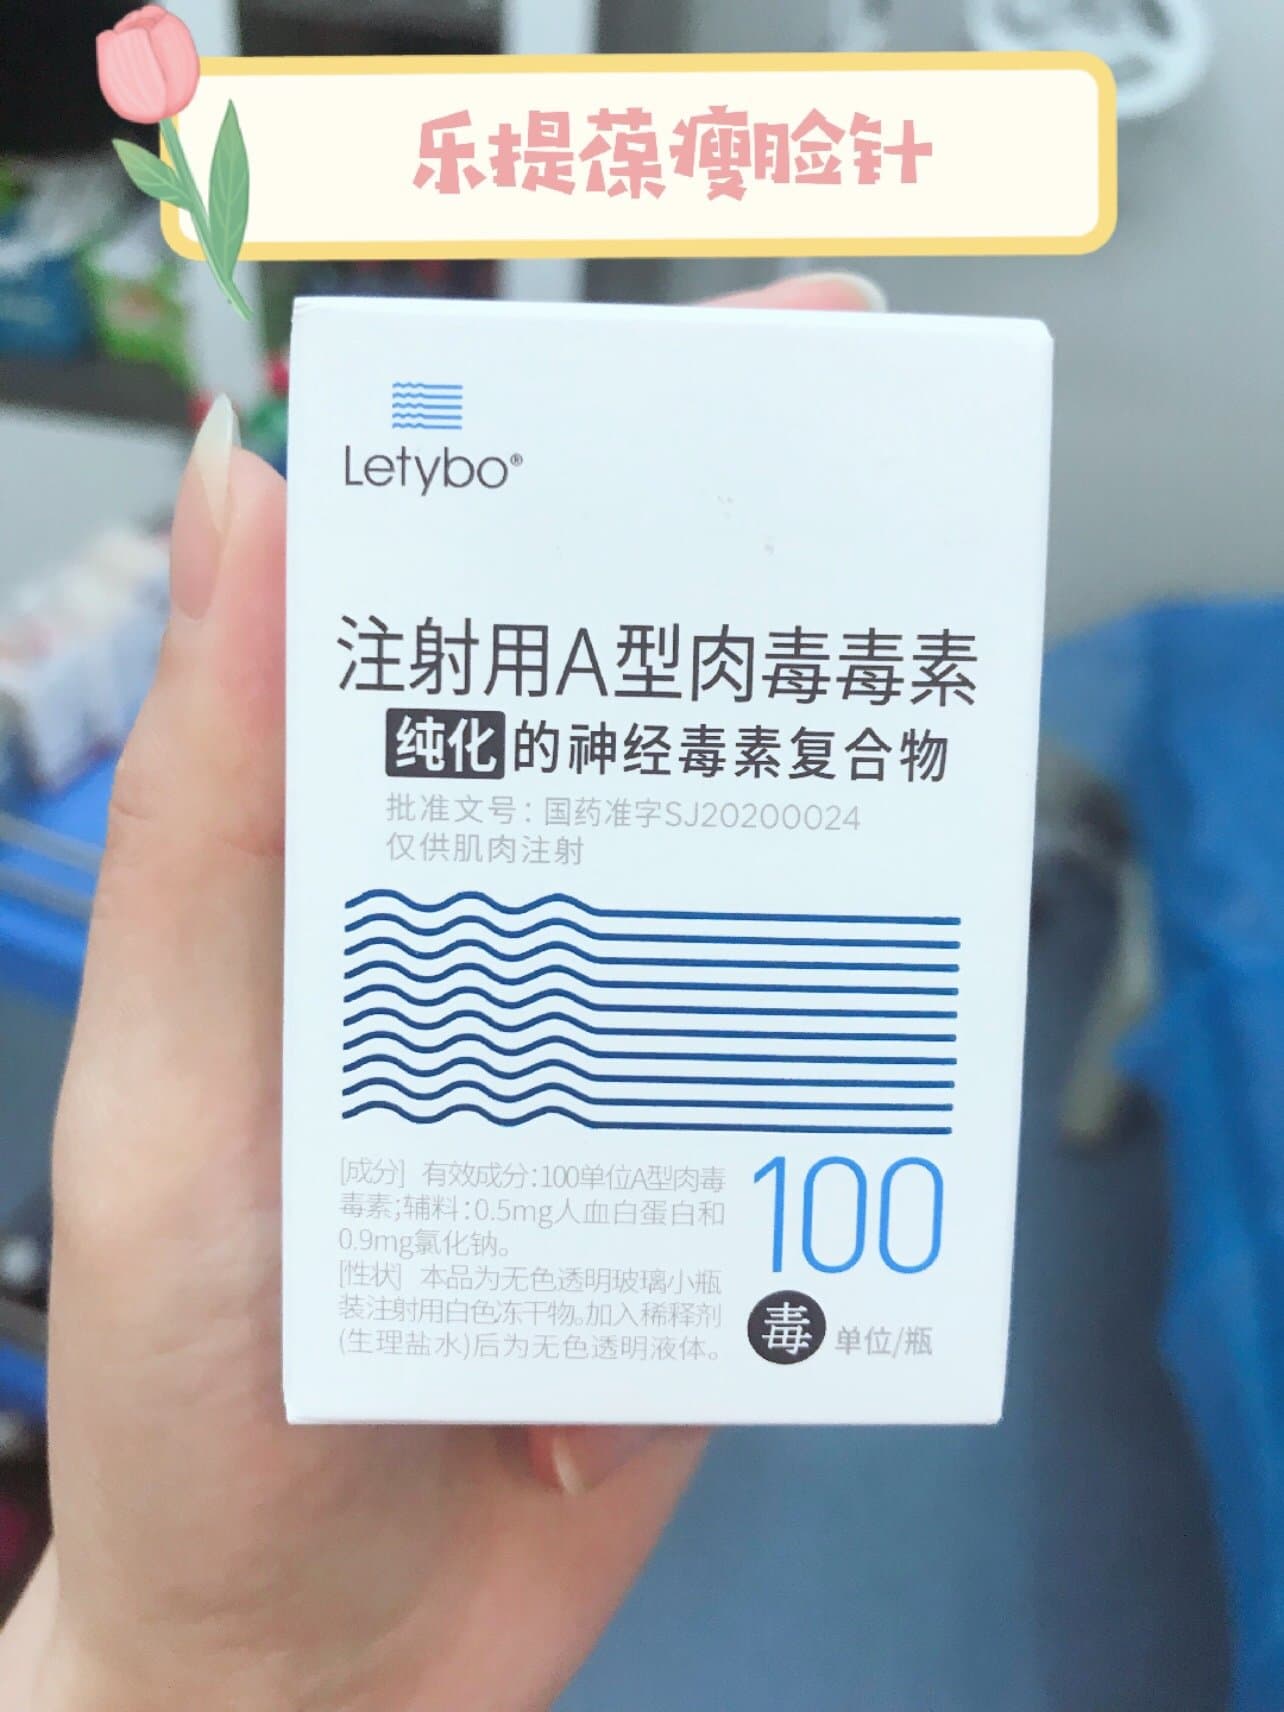 乐提葆瘦脸针
Letybo®
注射用A型肉毒毒素
纯化的神经毒素复合物
批准文号：国药准字SJ20200024
仅供肌肉注射
[成分] 有效成分：100单位A型肉毒
毒素；辅料：0.5mg人血白蛋白和
0.9mg氯化钠。
[性状] 本品为无色透明玻璃小瓶
装注射用白色冻干物。加入稀释剂
(生理盐水)后为无色透明液体。
100
毒 单位/瓶